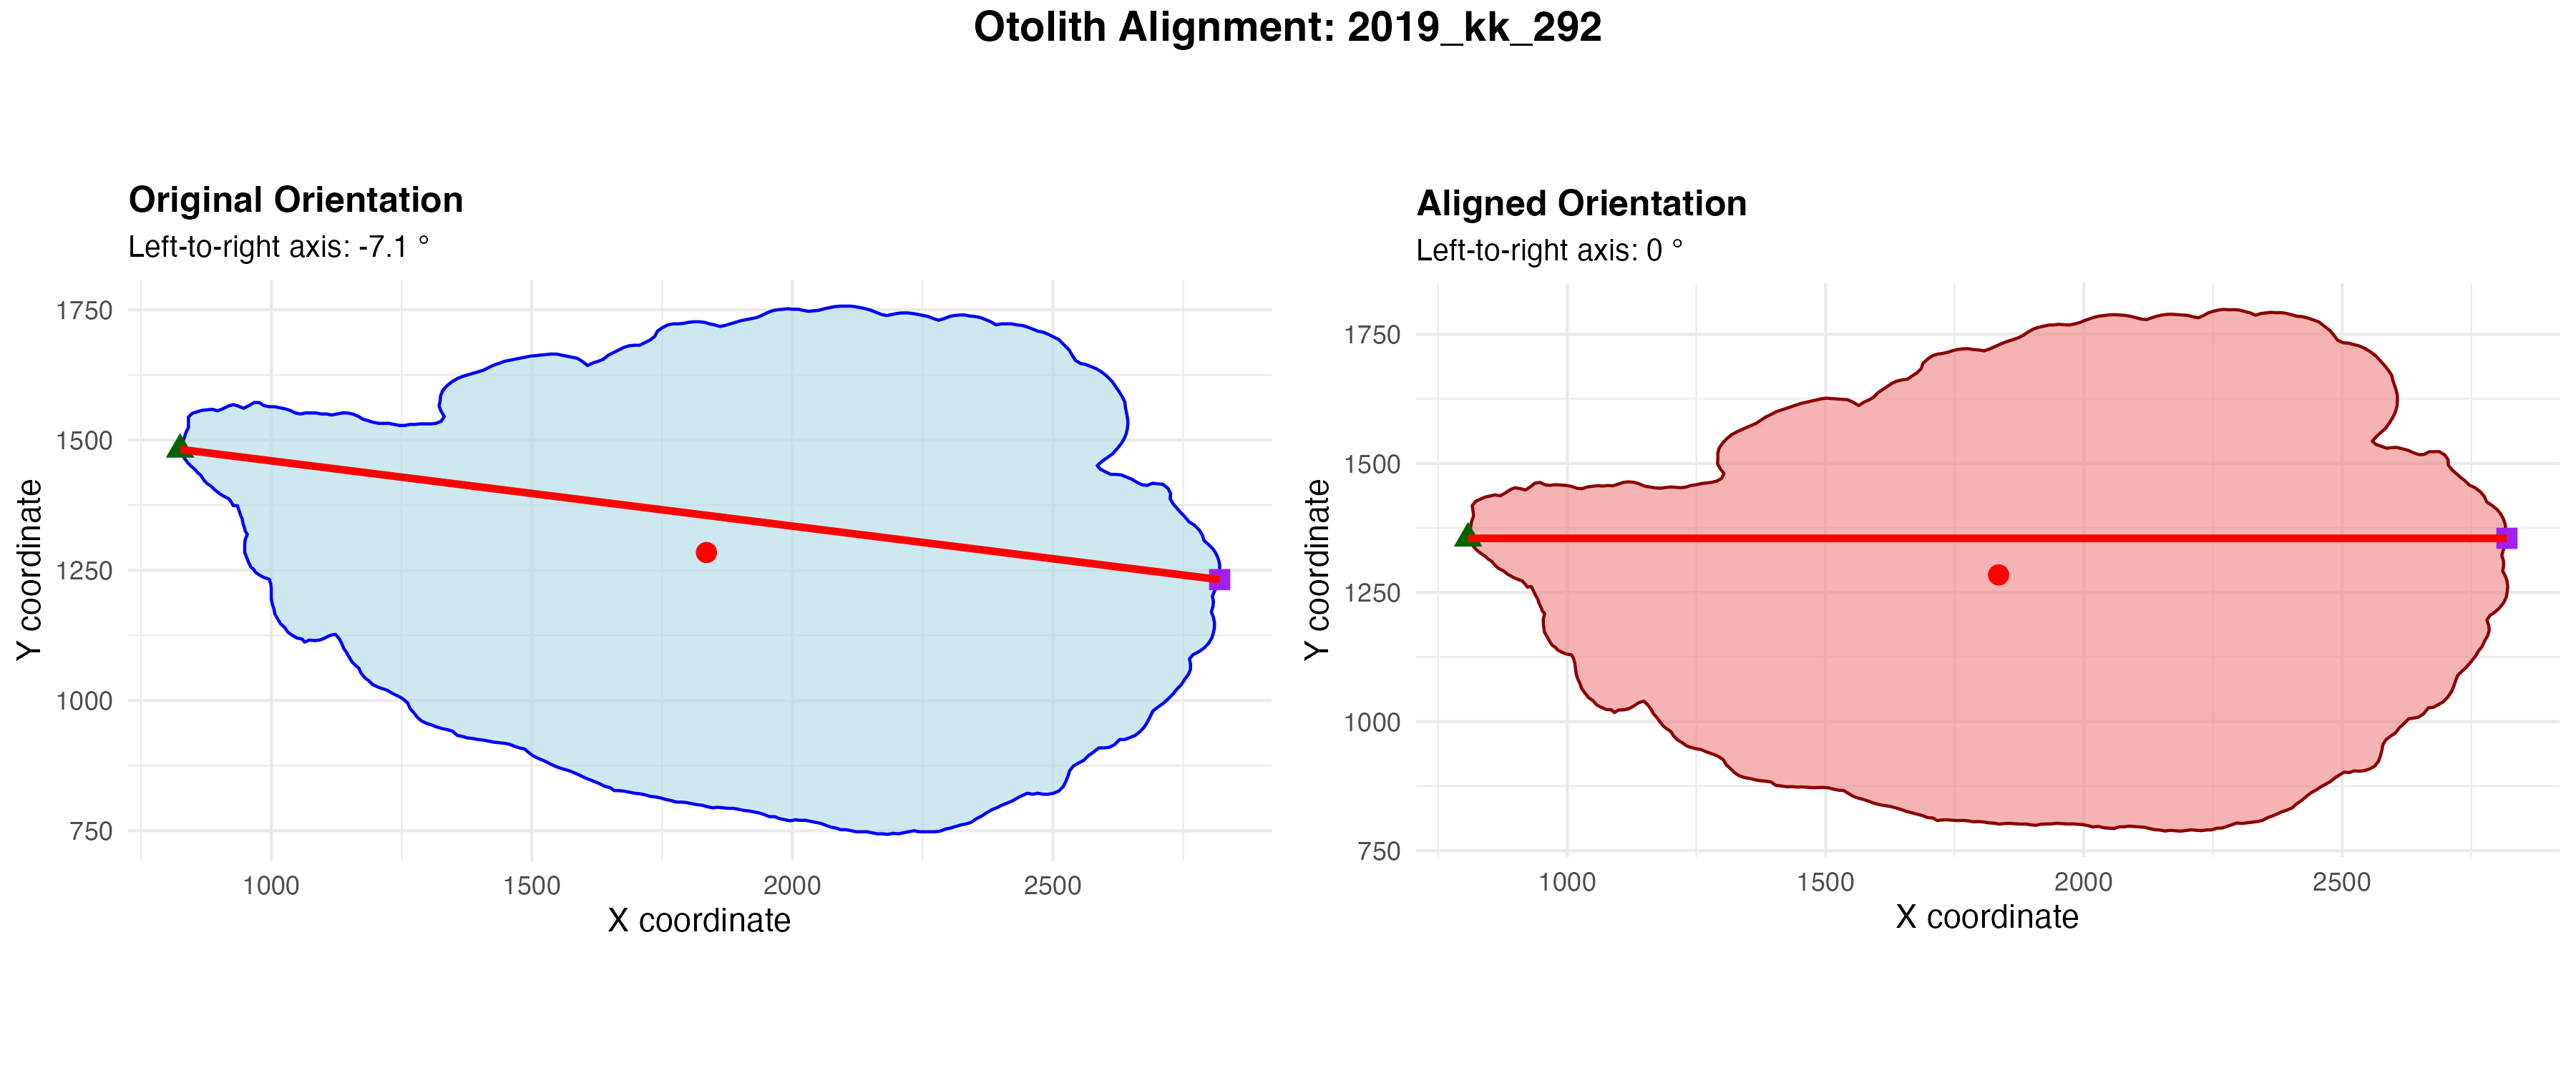 Otolith Alignment: 2019_kk_292
Original Orientation
Left-to-right axis: -7.1 °
1750
1500
1250
1000
750
Y coordinate
1000 1500 2000 2500
X coordinate
Aligned Orientation
Left-to-right axis: 0 °
1750
1500
1250
1000
750
Y coordinate
1000 1500 2000 2500
X coordinate